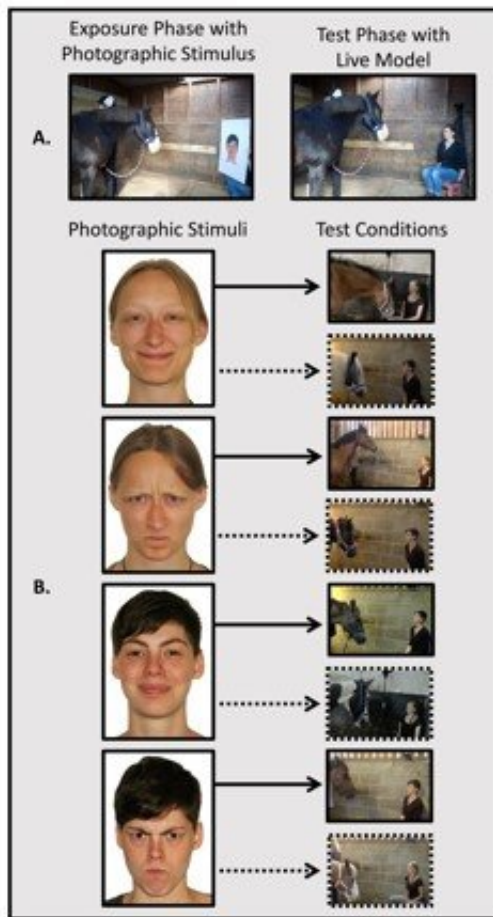 Exposure Phase with
Photographic Stimulus
Test Phase with
Live Model
A.
Photographic Stimuli
Test Conditions
B.